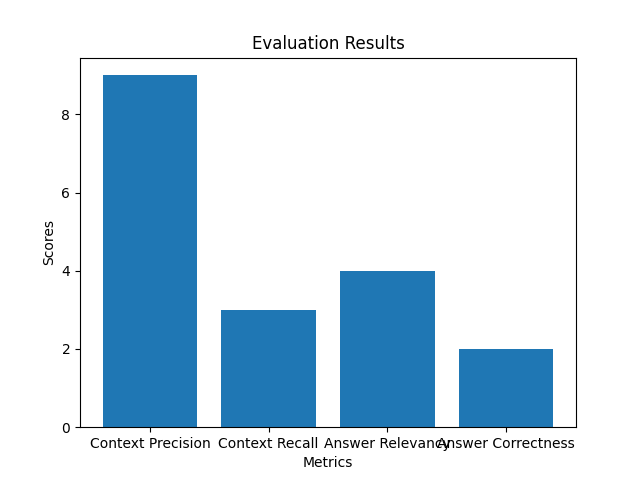 Evaluation Results
8
6
4
2
0
Scores
Context Precision Context Recall Answer Relevancy Answer Correctness
Metrics